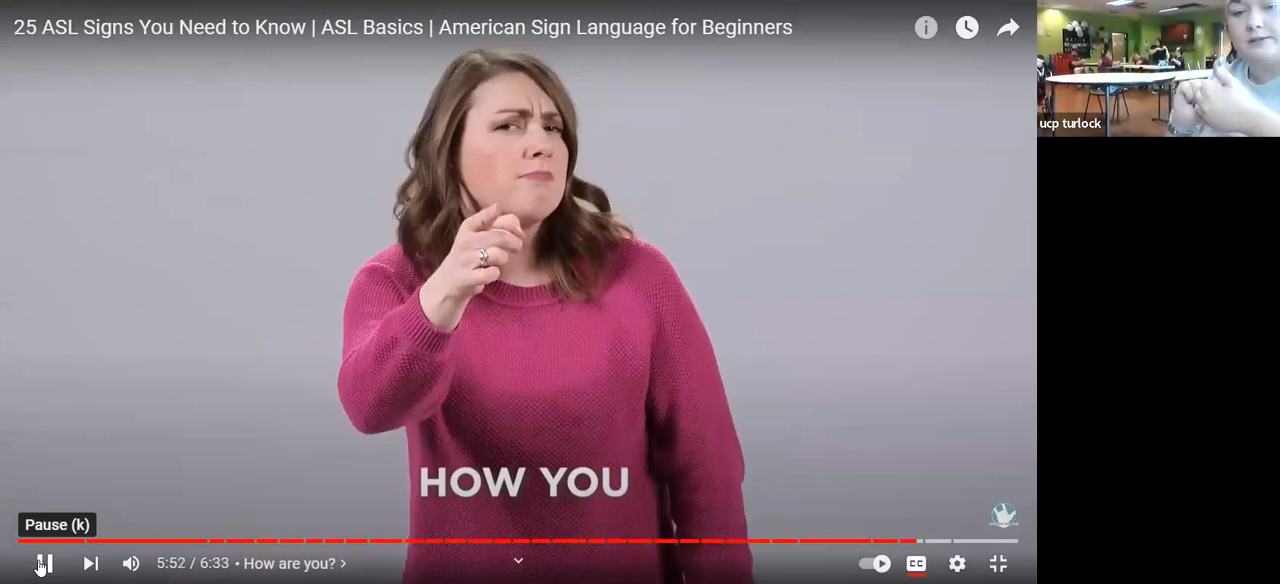 25 ASL Signs You Need to Know | ASL Basics | American Sign Language for Beginners
ucp turlock
HOW YOU
Pause (k)
5:52 / 6:33 • How are you? >
CC